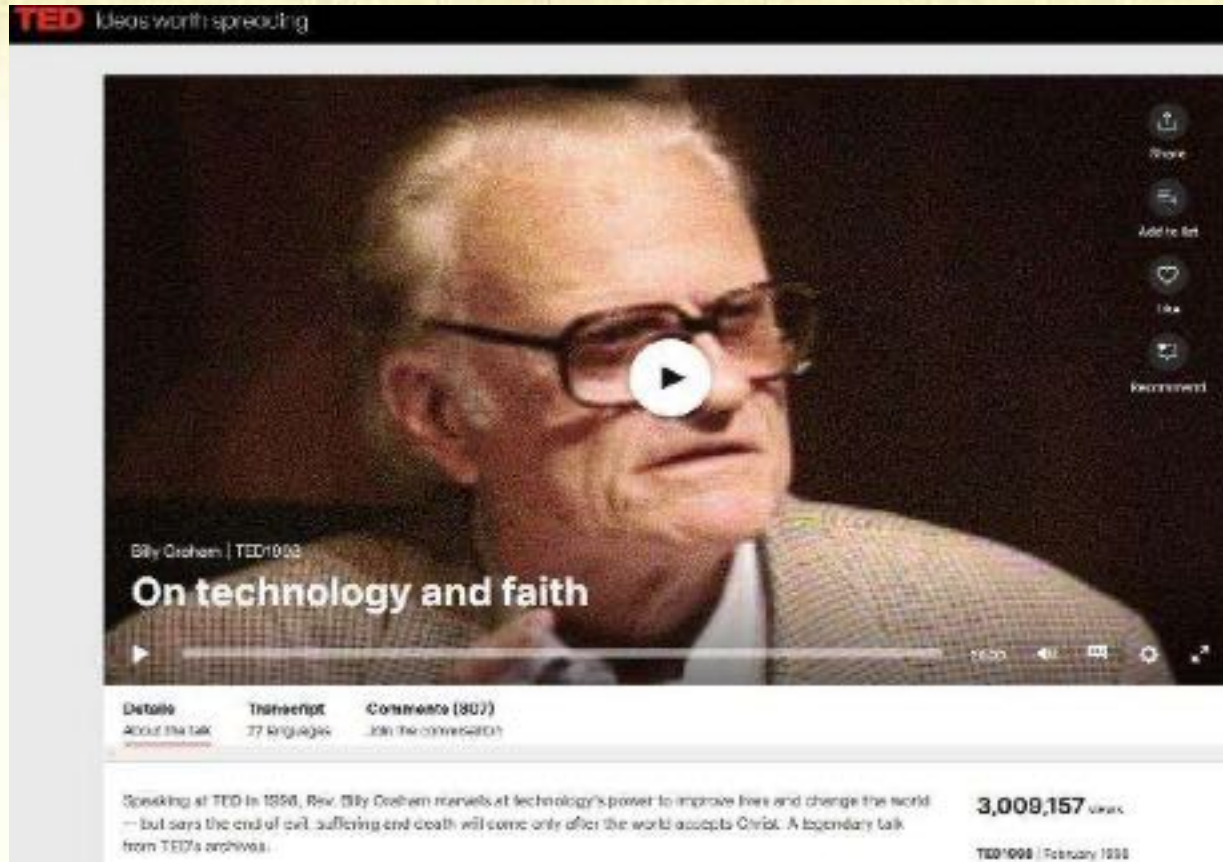 TED Ideas worth spreading
Share
Add to list
Like
Recommend
Billy Graham | TED1998
On technology and faith
Details
About the talk
Transcript
27 languages
Comments (807)
Join the conversation
Speaking at TED in 1998, Rev. Billy Graham marvels at technology's power to improve lives and change the world
— but says the end of evil, suffering and death will come only after the world accepts Christ. A legendary talk
from TED's archives.
3,009,157 views
TED1998 | February 1998